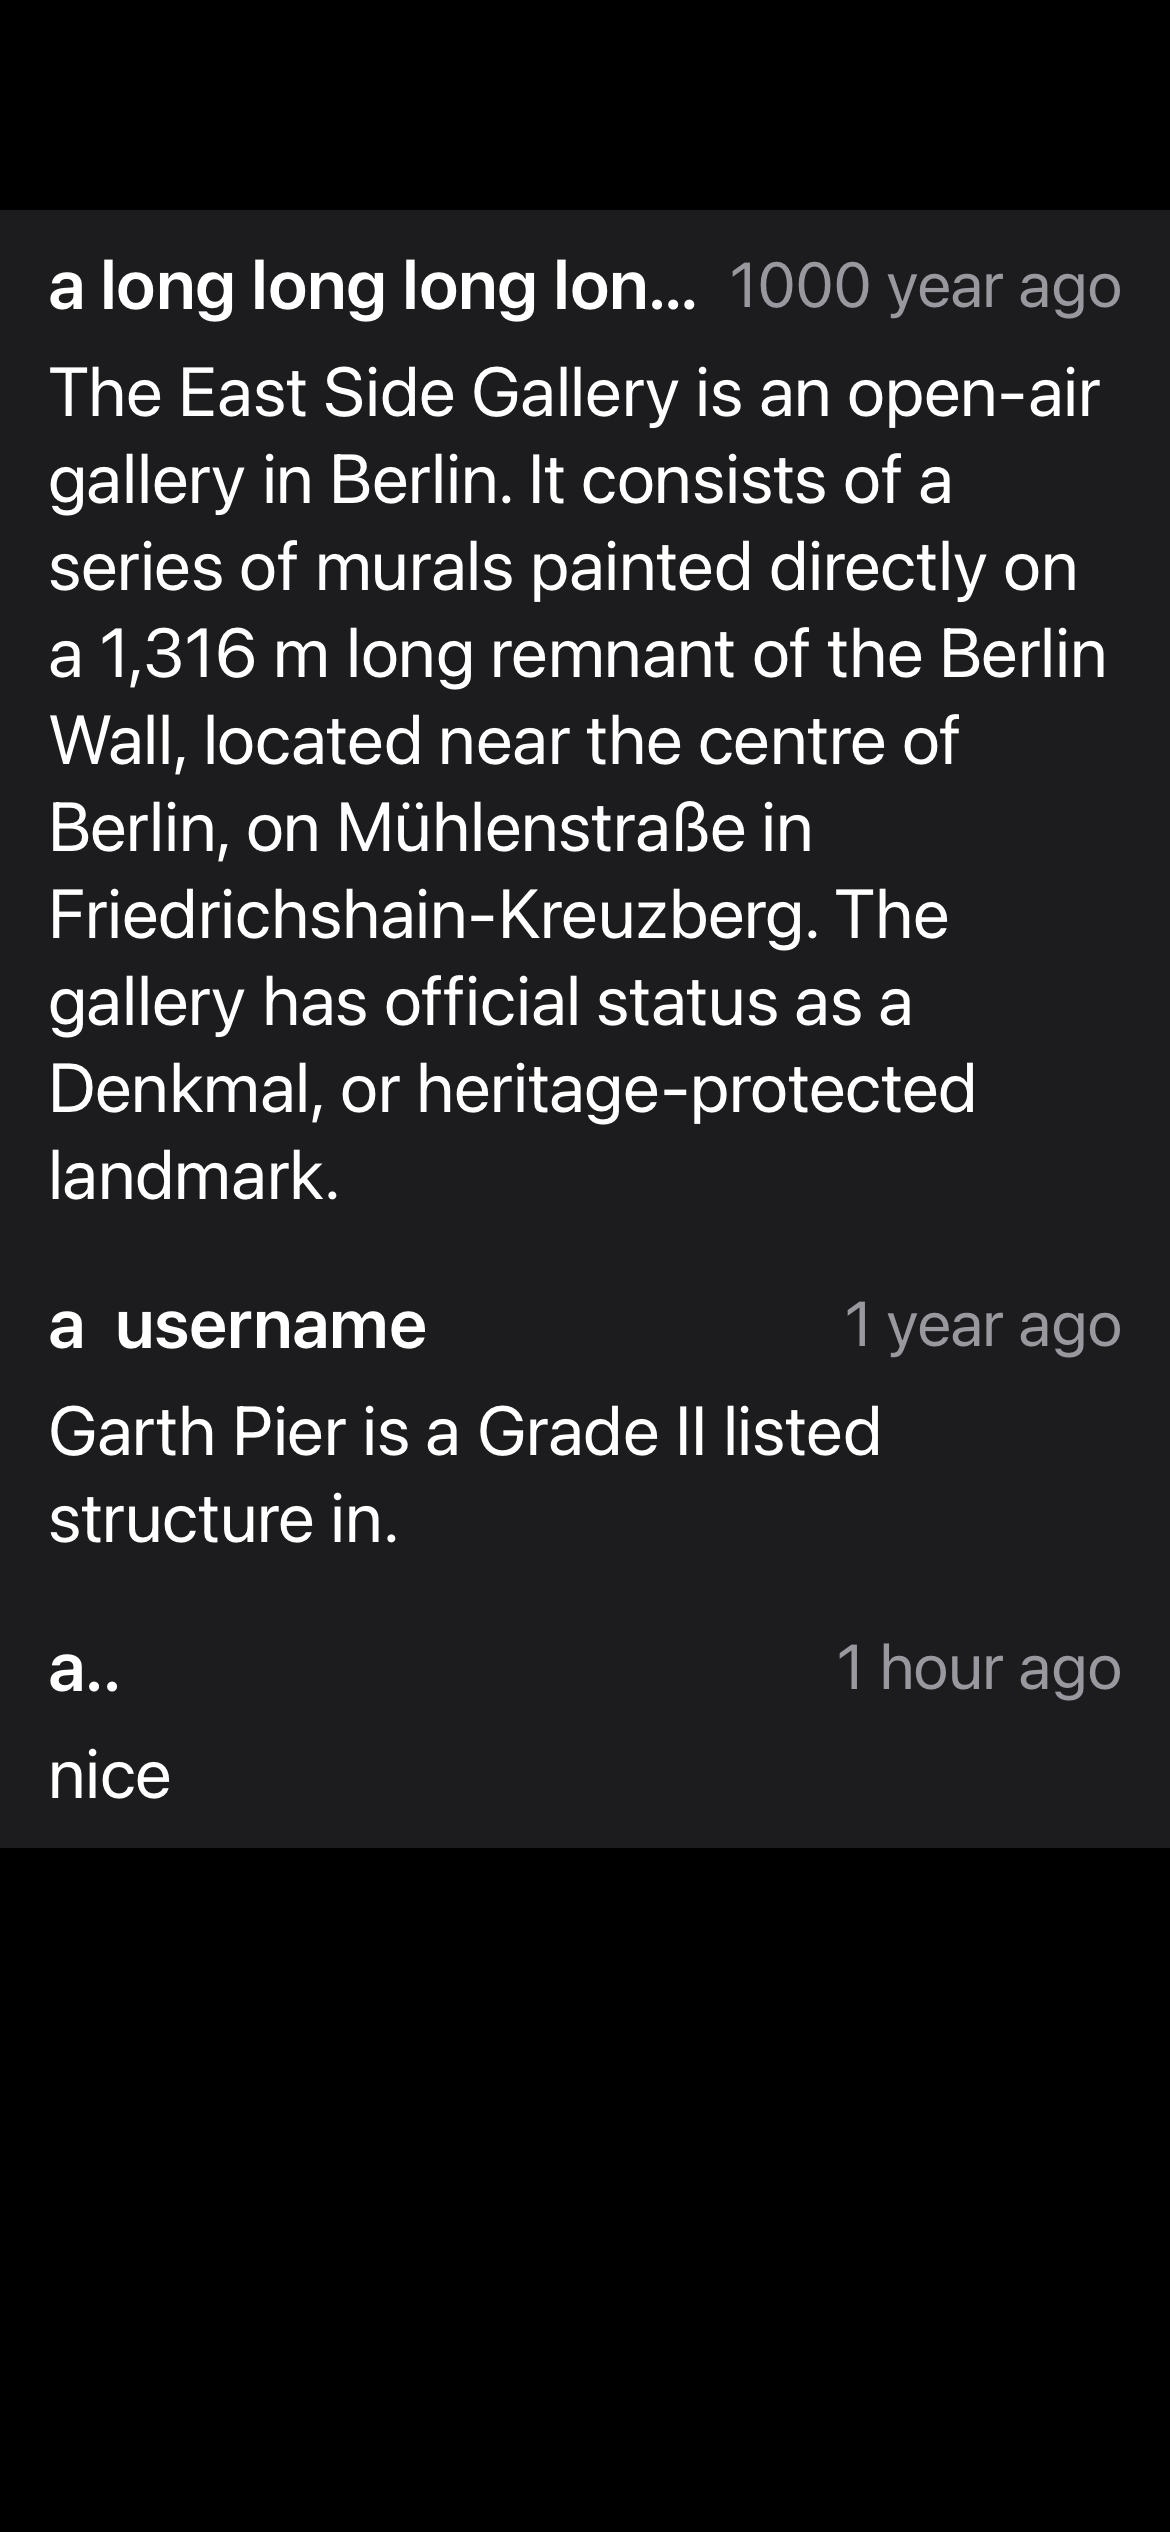 a long long long lon... 1000 year ago
The East Side Gallery is an open-air
gallery in Berlin. It consists of a
series of murals painted directly on
a 1,316 m long remnant of the Berlin
Wall, located near the centre of
Berlin, on Mühlenstraße in
Friedrichshain-Kreuzberg. The
gallery has official status as a
Denkmal, or heritage-protected
landmark.
a  username 1 year ago
Garth Pier is a Grade II listed
structure in.
a.. 1 hour ago
nice